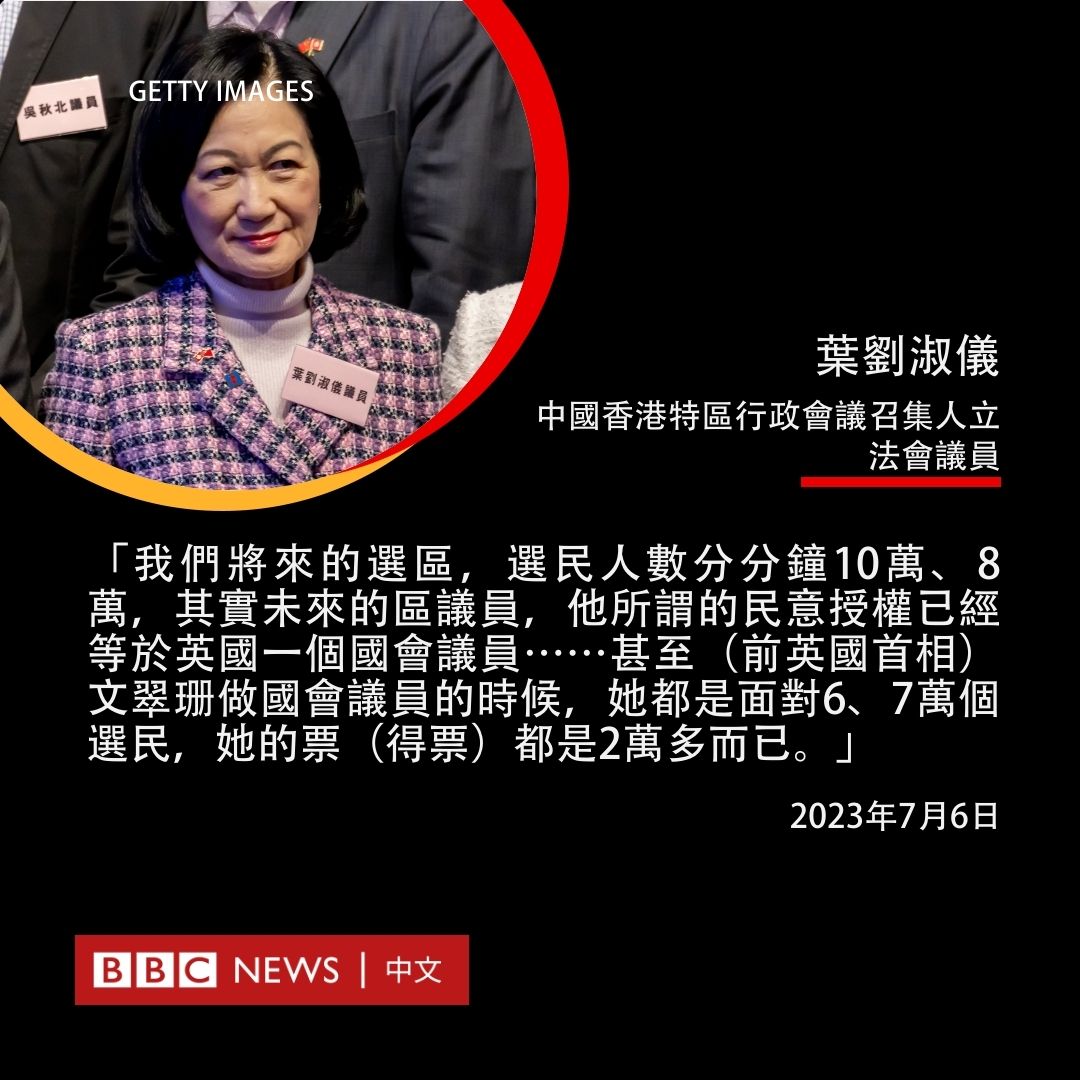 GETTY IMAGES
吳秋北議員
葉劉淑儀議員
葉劉淑儀
中國香港特區行政會議召集人立
法會議員
「我們將來的選區，選民人數分分鐘10萬、8
萬，其實未來的區議員，他所謂的民意授權已經
等於英國一個國會議員⋯⋯甚至（前英國首相）
文翠珊做國會議員的時候，她都是面對6、7萬個
選民，她的票（得票）都是2萬多而已。」
2023年7月6日
BBC NEWS | 中文